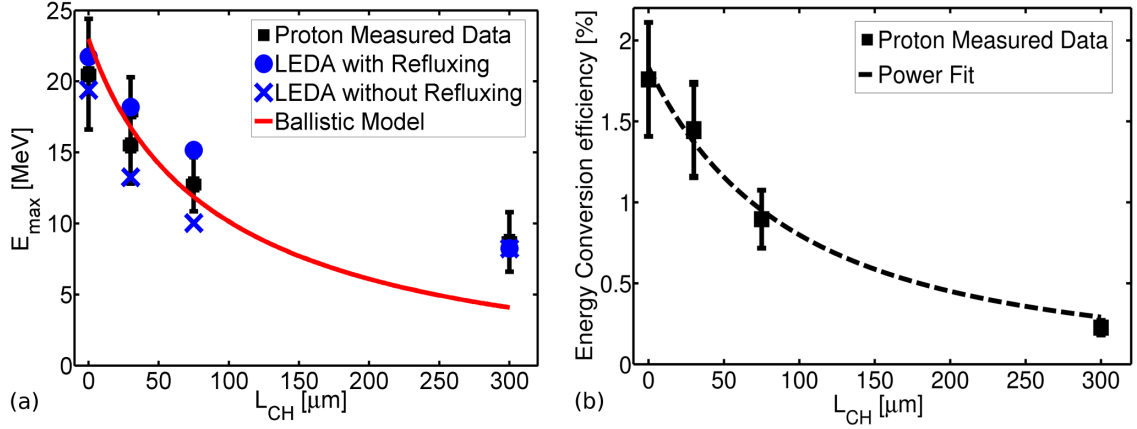 25
20
15
10
5
0
E_max [MeV]
Proton Measured Data
LEDA with Refluxing
LEDA without Refluxing
Ballistic Model
0 50 100 150 200 250 300
L_CH [μm]
(a)
2
1.5
1
0.5
0
Energy Conversion efficiency [%]
Proton Measured Data
Power Fit
0 50 100 150 200 250 300
L_CH [μm]
(b)